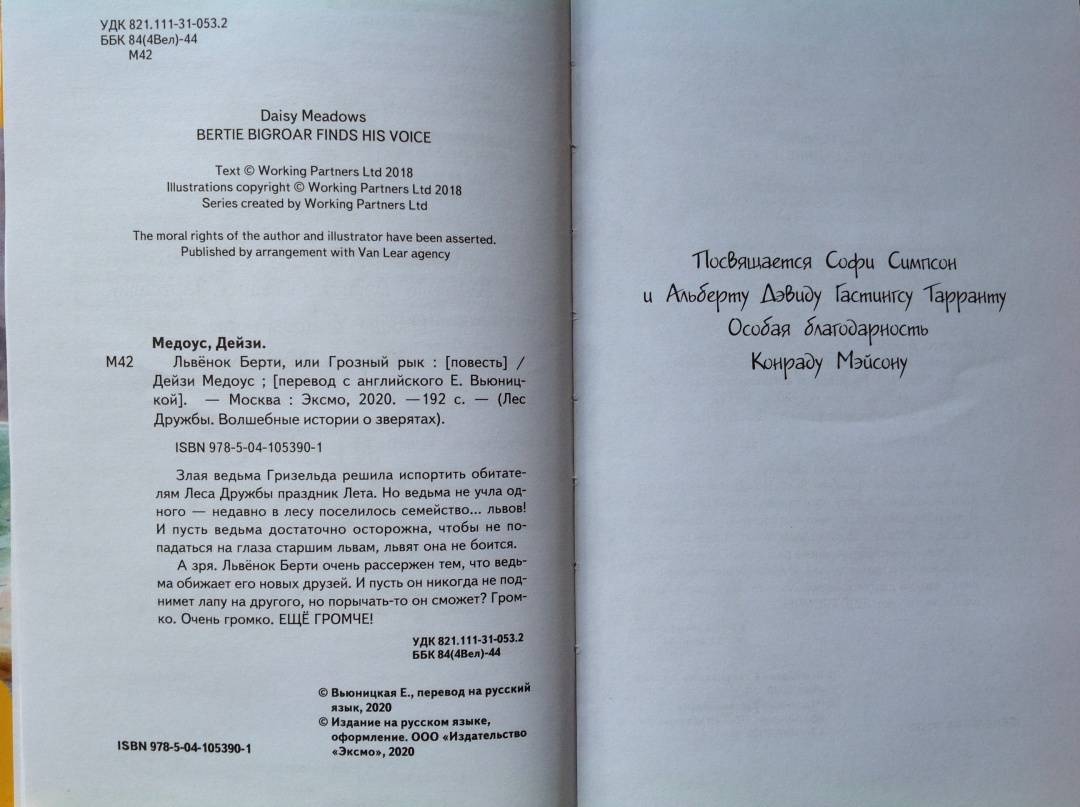 УДК 821.111-31-053.2
ББК 84(4Вел)-44
М42
Daisy Meadows
BERTIE BIGROAR FINDS HIS VOICE
Text © Working Partners Ltd 2018
Illustrations copyright © Working Partners Ltd 2018
Series created by Working Partners Ltd
The moral rights of the author and illustrator have been asserted.
Published by arrangement with Van Lear agency
Медоус, Дейзи.
М42 Львёнок Берти, или Грозный рык : [повесть] /
Дейзи Медоус ; [перевод с английского Е. Вьюниц-
кой]. — Москва : Эксмо, 2020. —192 с. — (Лес
Дружбы. Волшебные истории о зверятах).
ISBN 978-5-04-105390-1
Злая ведьма Гризельда решила испортить обитате-
лям Леса Дружбы праздник Лета. Но ведьма не учла од-
ного — недавно в лесу поселилось семейство... львов!
И пусть ведьма достаточно осторожна, чтобы не по-
падаться на глаза старшим львам, львят она не боится.
А зря. Львёнок Берти очень рассержен тем, что ведь-
ма обижает его новых друзей. И пусть он никогда не под-
нимет лапу на другого, но порычать-то он сможет? Гром-
ко. Очень громко. ЕЩЁ ГРОМЧЕ!
УДК 821.111-31-053.2
ББК 84(4Вел)-44
© Вьюницкая Е., перевод на русский
язык, 2020
© Издание на русском языке,
оформление. ООО «Издательство
«Эксмо», 2020
ISBN 978-5-04-105390-1
Посвящается Софи Симпсон
и Альберту Дэвиду Гастингсу Тарранту
Особая благодарность
Конраду Мэйсону